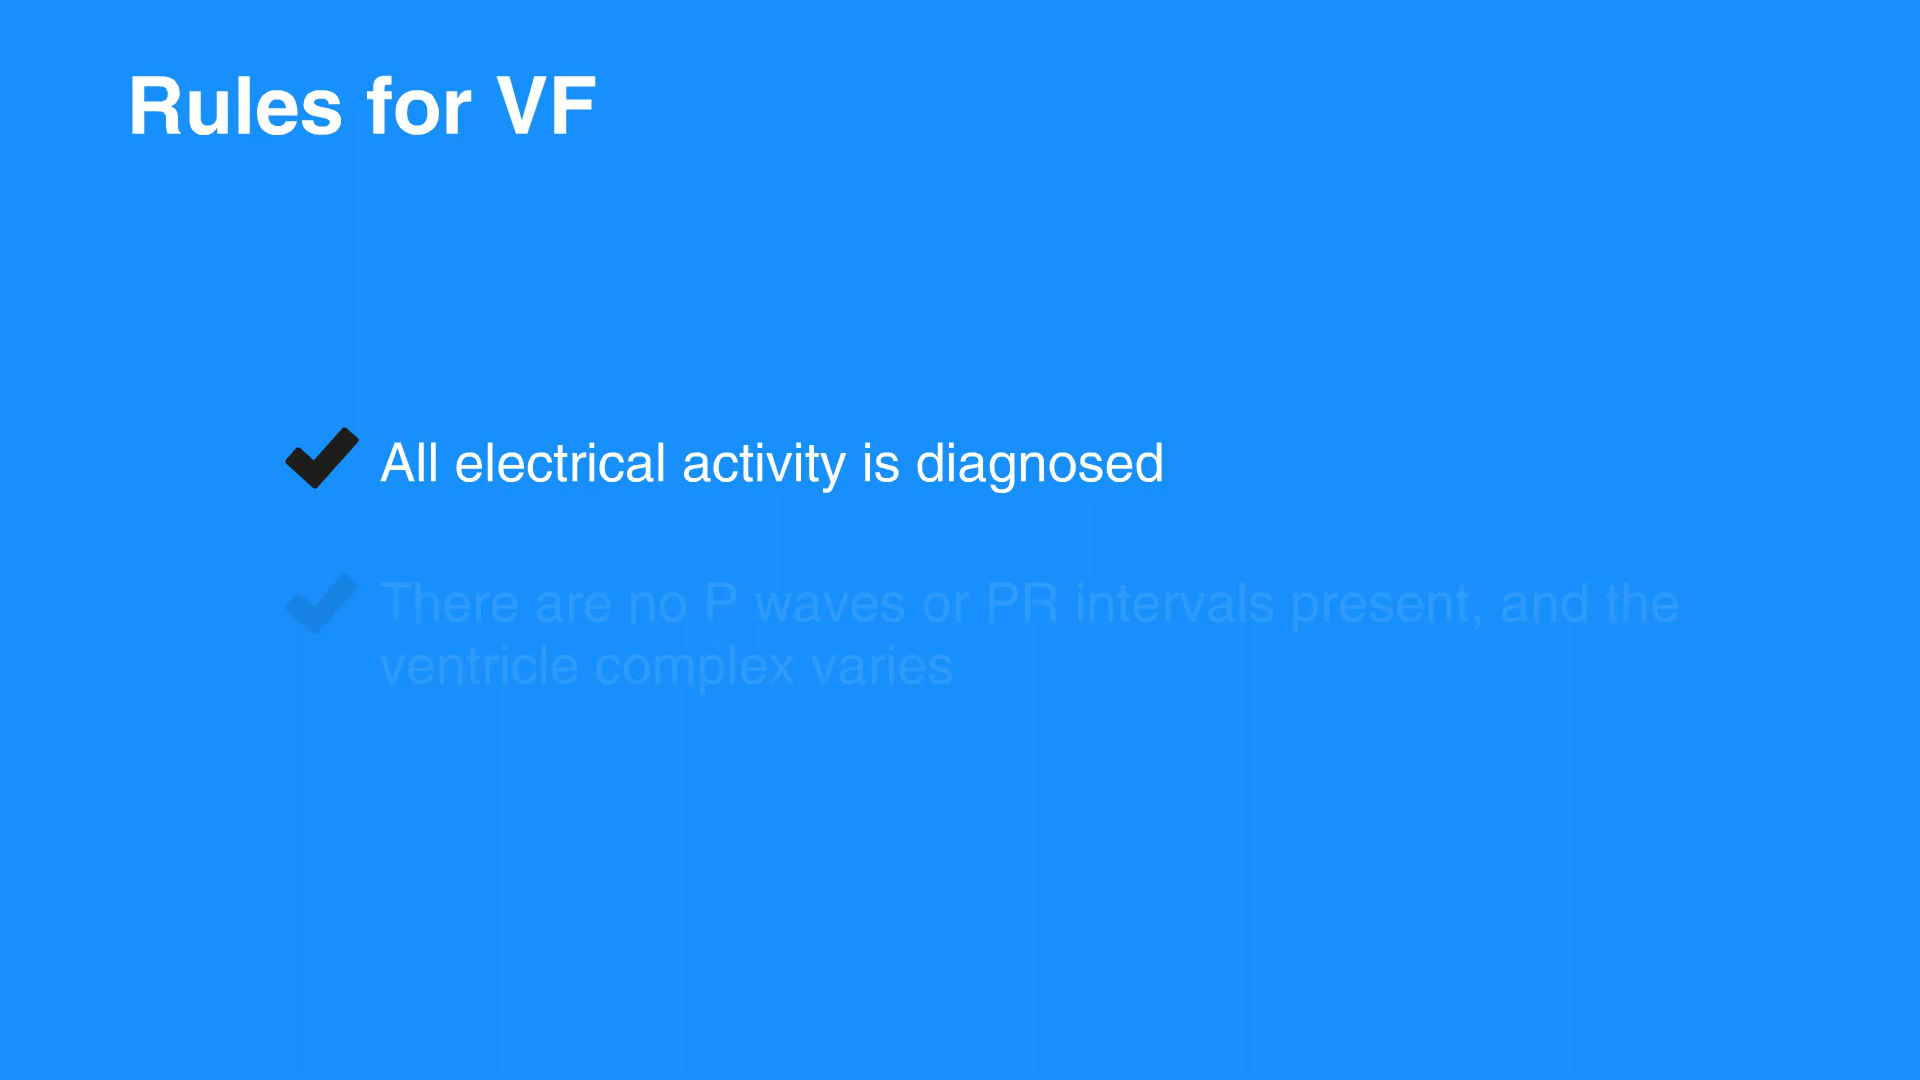 Rules for VF
All electrical activity is diagnosed
There are no P waves or PR intervals present, and the
ventricle complex varies